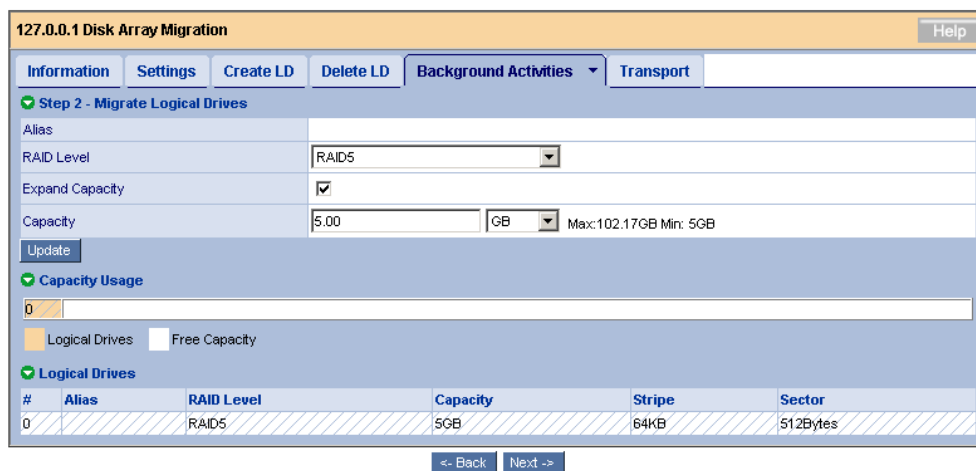 127.0.0.1 Disk Array Migration Help
Information Settings Create LD Delete LD Background Activities Transport
Step 2 - Migrate Logical Drives
Alias
RAID Level RAID5
Expand Capacity
Capacity 5.00 GB Max:102.17GB Min: 5GB
Update
Capacity Usage
0
Logical Drives Free Capacity
Logical Drives
# Alias RAID Level Capacity Stripe Sector
0 RAID5 5GB 64KB 512Bytes
<- Back Next ->